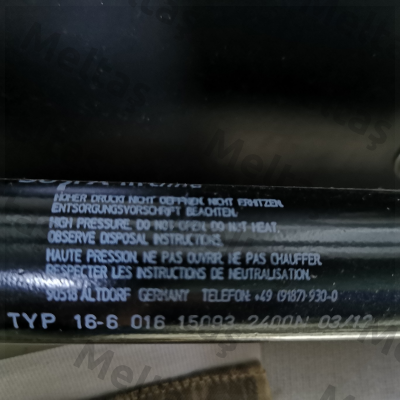 HOHER DRUCK! NICHT OEFFNEN. NICHT ERHITZEN.
ENTSORGUNGSVORSCHRIFT BEACHTEN.
HIGH PRESSURE. DO NOT OPEN. DO NOT HEAT.
OBSERVE DISPOSAL INSTRUCTIONS.
HAUTE PRESSION. NE PAS OUVRIR. NE PAS CHAUFFER.
RESPECTER LES INSTRUCTIONS DE NEUTRALISATION.
90518 ALTDORF GERMANY TELEFON: +49 (9187)-930-0
TYP 16-6 016 15093 2400N 03/12